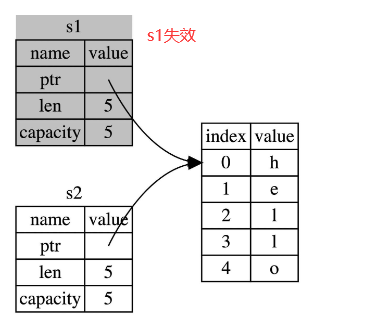 s1
s1失效
name value
ptr
len 5
capacity 5
index value
0 h
1 e
2 l
3 l
4 o
s2
name value
ptr
len 5
capacity 5